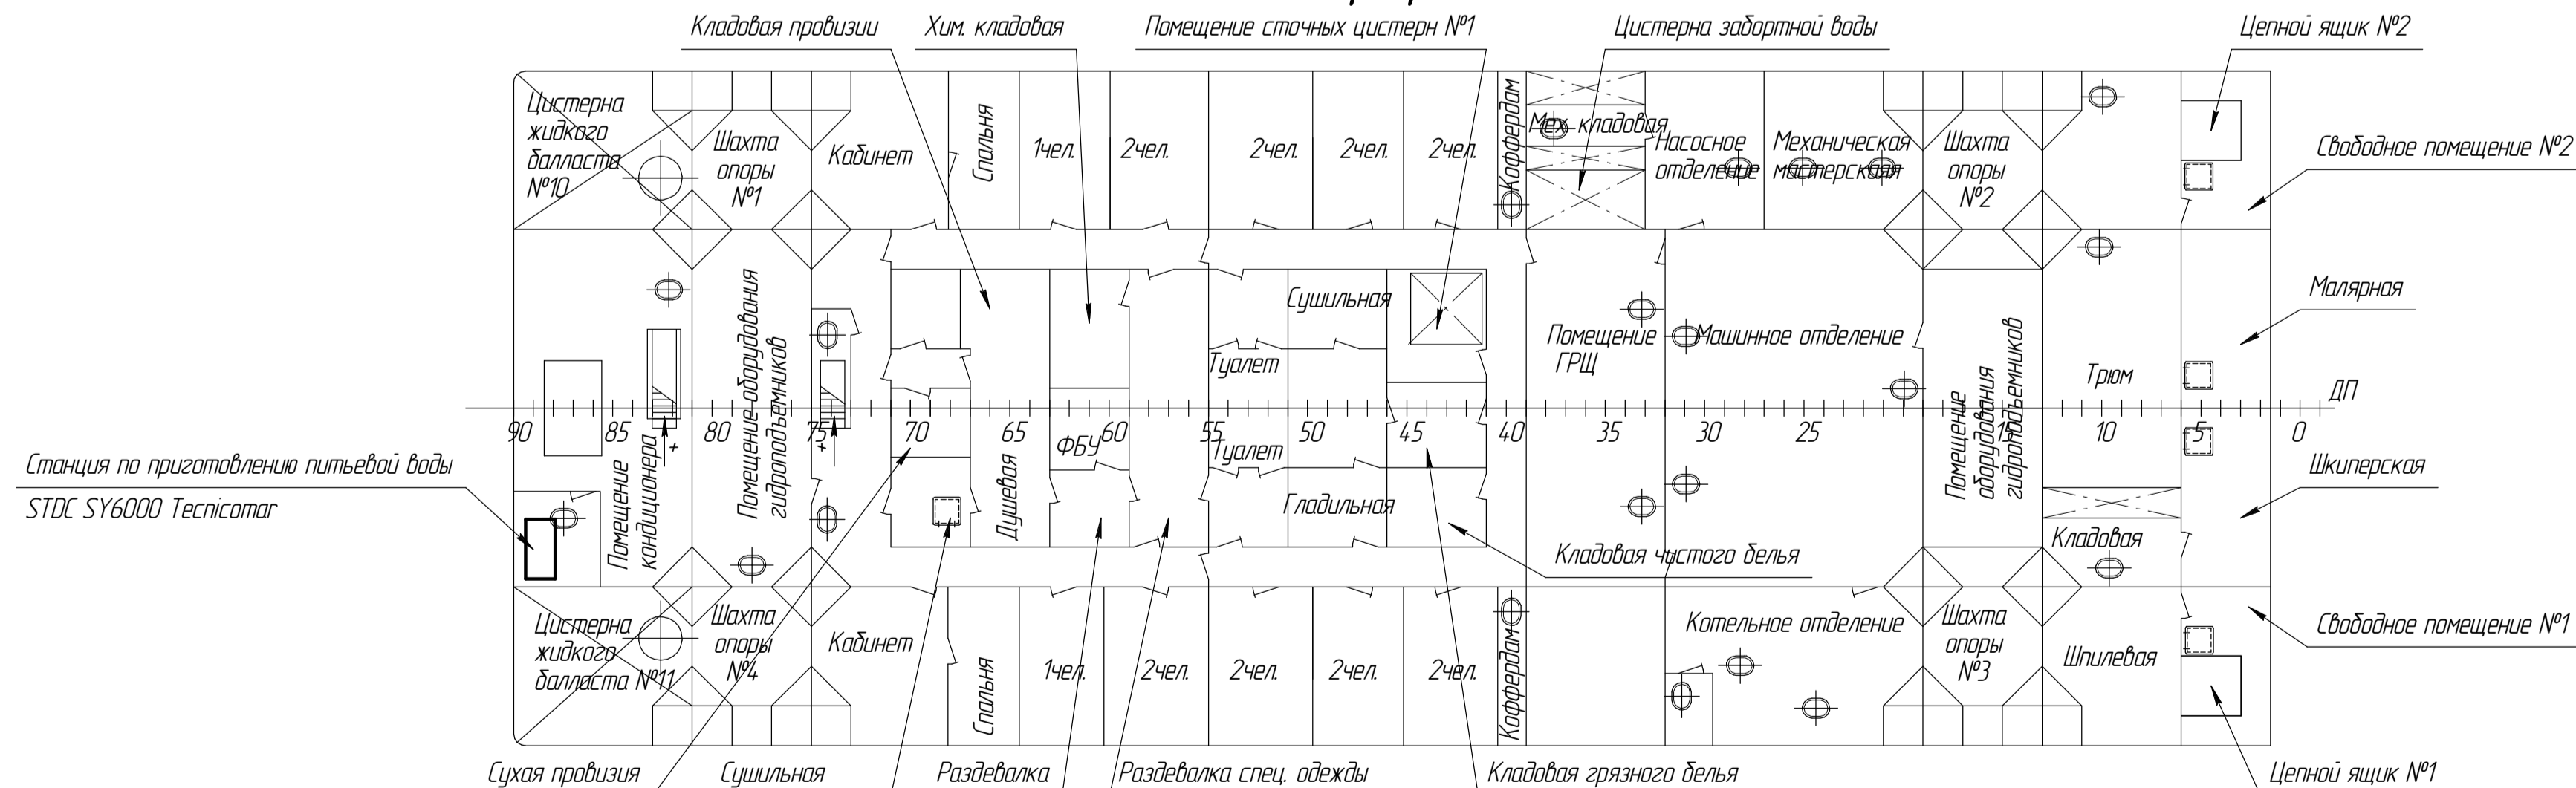 Кладовая провизии
Хим. кладовая
Помещение сточных цистерн №1
Цистерна забортной воды
Цепной ящик №2
Цистерна
жидкого
балласта
№10
Шахта
опоры
№1
Кабинет
Спальня
1чел.
2чел.
2чел.
2чел.
2чел.
Коффердам
Мех. кладовая
Насосное
отделение
Механическая
мастерская
Шахта
опоры
№2
Свободное помещение №2
Помещение оборудования
гидроподъемников
Сушильная
Туалет
Помещение
ГРЩ
Машинное отделение
Помещение
оборудования
гидроподъемников
Трюм
Малярная
ДП
90
85
80
75
70
65
60
55
50
45
40
35
30
25
15
10
5
0
+
+
Станция по приготовлению питьевой воды
STDC SY6000 Tecnicomar
Помещение
кондиционера
Душевая
ФБУ
Туалет
Гладильная
Шкиперская
Кладовая чистого белья
Кладовая
Цистерна
жидкого
балласта №11
Шахта
опоры
№4
Кабинет
Спальня
1чел.
2чел.
2чел.
2чел.
2чел.
Коффердам
Котельное отделение
Шахта
опоры
№3
Шпилевая
Свободное помещение №1
Сухая провизия
Сушильная
Раздевалка
Раздевалка спец. одежды
Кладовая грязного белья
Цепной ящик №1